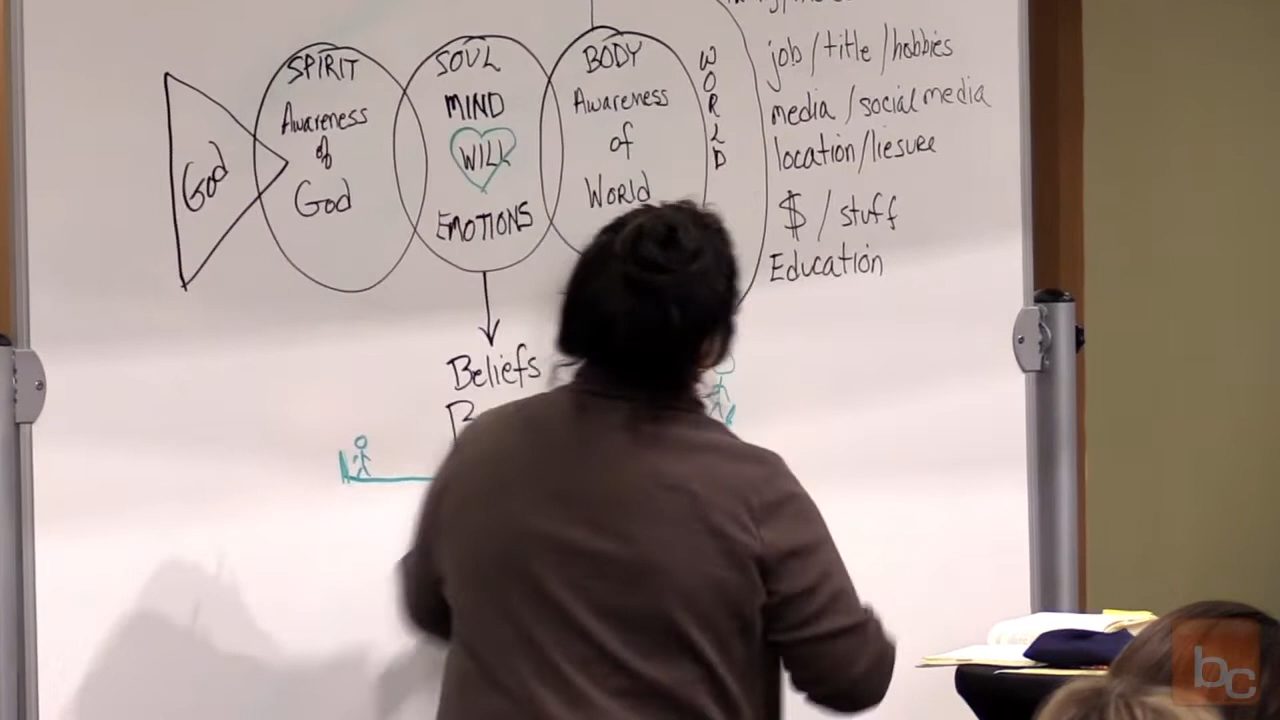 God
SPIRIT
Awareness
of
God
SOUL
MIND
WILL
EMOTIONS
BODY
Awareness
of
World
WORLD
job / title / hobbies
media / social media
location/liesure
$ / stuff
Education
Beliefs
bc